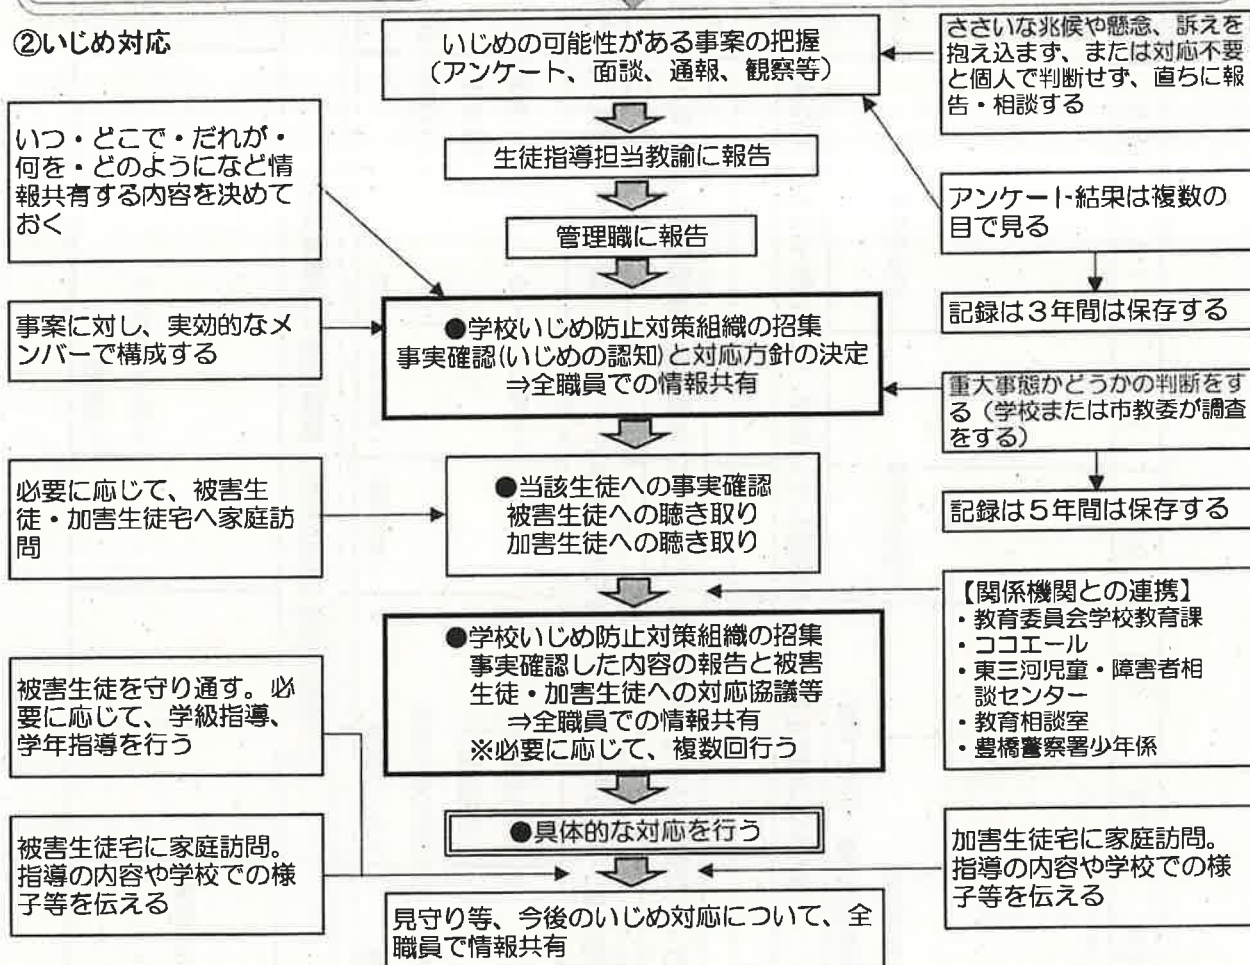 ②いじめ対応
いじめの可能性がある事案の把握
（アンケート、面談、通報、観察等）
ささいな兆候や懸念、訴えを
抱え込まず、または対応不要
と個人で判断せず、直ちに報
告・相談する
いつ・どこで・だれが・
何を・どのようになど情
報共有する内容を決めて
おく
生徒指導担当教諭に報告
アンケート結果は複数の
目で見る
管理職に報告
記録は３年間は保存する
事案に対し、実効的なメ
ンバーで構成する
●学校いじめ防止対策組織の招集
事実確認(いじめの認知)と対応方針の決定
⇒全職員での情報共有
重大事態かどうかの判断をす
る（学校または市教委が調査
をする）
記録は５年間は保存する
必要に応じて、被害生
徒・加害生徒宅へ家庭訪
問
●当該生徒への事実確認
被害生徒への聴き取り
加害生徒への聴き取り
【関係機関との連携】
・教育委員会学校教育課
・ココエール
・東三河児童・障害者相
談センター
・教育相談室
・豊橋警察署少年係
●学校いじめ防止対策組織の招集
事実確認した内容の報告と被害
生徒・加害生徒への対応協議等
⇒全職員での情報共有
※必要に応じて、複数回行う
被害生徒を守り通す。必
要に応じて、学級指導、
学年指導を行う
●具体的な対応を行う
被害生徒宅に家庭訪問。
指導の内容や学校での様
子等を伝える
加害生徒宅に家庭訪問。
指導の内容や学校での様
子等を伝える
見守り等、今後のいじめ対応について、全
職員で情報共有